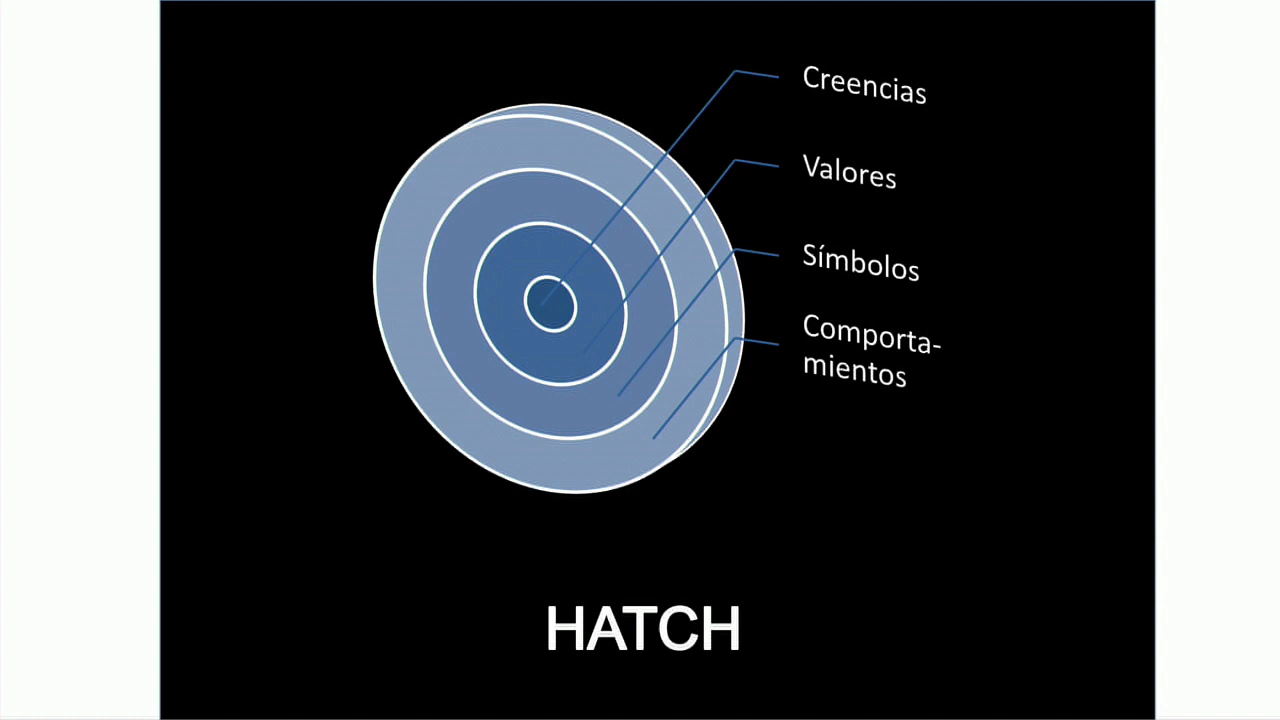 Creencias
Valores
Símbolos
Comporta-
mientos
HATCH